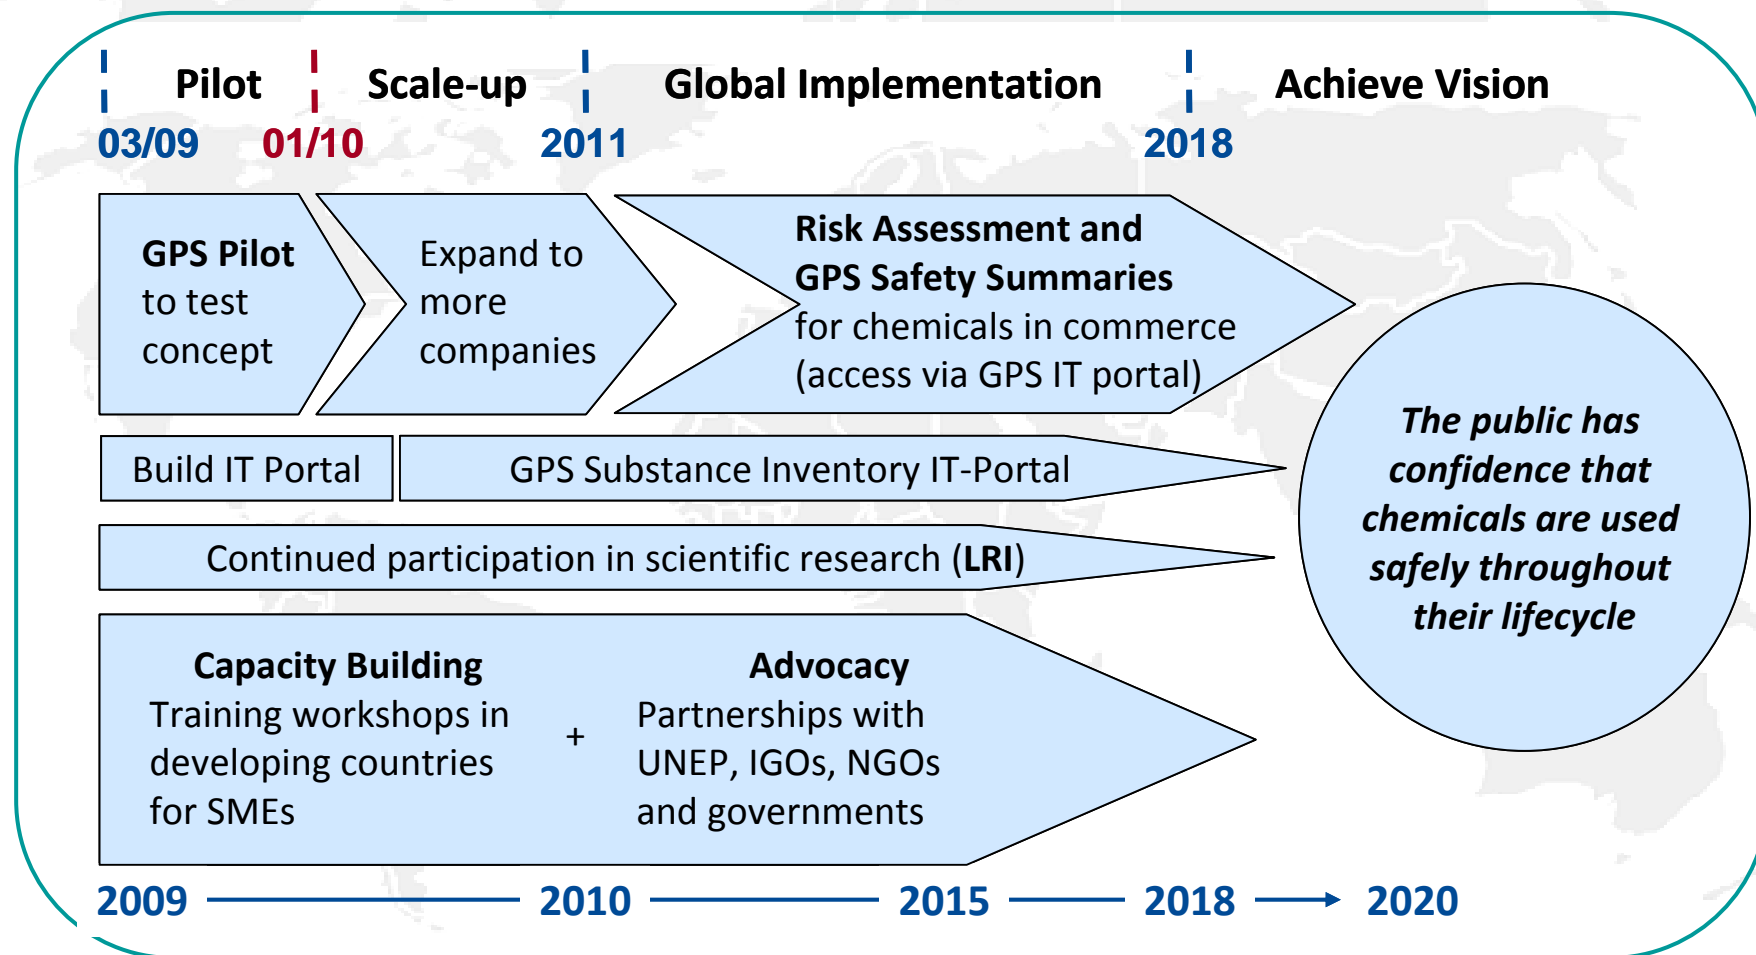 Pilot Scale-up Global Implementation Achieve Vision
03/09 01/10 2011 2018
GPS Pilot
to test
concept
Expand to
more
companies
Risk Assessment and
GPS Safety Summaries
for chemicals in commerce
(access via GPS IT portal)
Build IT Portal
GPS Substance Inventory IT-Portal
Continued participation in scientific research (LRI)
Capacity Building
Training workshops in
developing countries
for SMEs
+
Advocacy
Partnerships with
UNEP, IGOs, NGOs
and governments
The public has
confidence that
chemicals are used
safely throughout
their lifecycle
2009 2010 2015 2018 2020